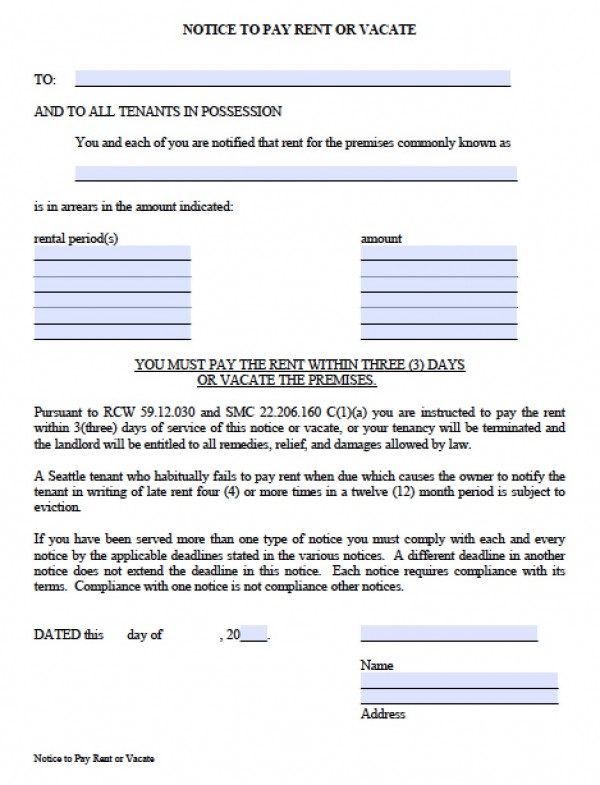 NOTICE TO PAY RENT OR VACATE
TO:
AND TO ALL TENANTS IN POSSESSION
You and each of you are notified that rent for the premises commonly known as
is in arrears in the amount indicated:
rental period(s) amount
YOU MUST PAY THE RENT WITHIN THREE (3) DAYS
OR VACATE THE PREMISES.
Pursuant to RCW 59.12.030 and SMC 22.206.160 C(1)(a) you are instructed to pay the rent
within 3(three) days of service of this notice or vacate, or your tenancy will be terminated and
the landlord will be entitled to all remedies, relief, and damages allowed by law.
A Seattle tenant who habitually fails to pay rent when due which causes the owner to notify the
tenant in writing of late rent four (4) or more times in a twelve (12) month period is subject to
eviction.
If you have been served more than one type of notice you must comply with each and every
notice by the applicable deadlines stated in the various notices. A different deadline in another
notice does not extend the deadline in this notice. Each notice requires compliance with its
terms. Compliance with one notice is not compliance other notices.
DATED this day of , 20 .
Name
Address
Notice to Pay Rent or Vacate